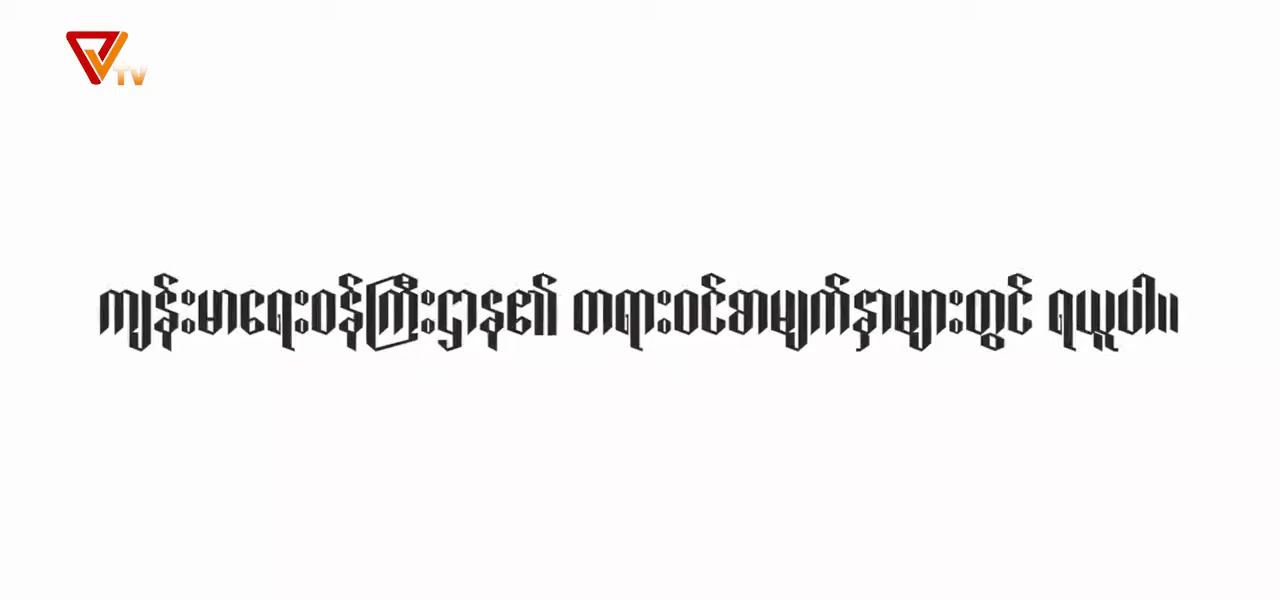 TV
ကျန်းမာရေးဝန်ကြီးဌာန၏ တရားဝင်စာမျက်နှာများတွင် ရယူပါ။